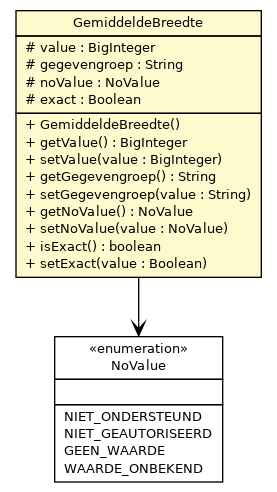 GemiddeldeBreedte
# value : BigInteger
# gegevengroep : String
# noValue : NoValue
# exact : Boolean
+ GemiddeldeBreedte()
+ getValue() : BigInteger
+ setValue(value : BigInteger)
+ getGegevengroep() : String
+ setGegevengroep(value : String)
+ getNoValue() : NoValue
+ setNoValue(value : NoValue)
+ isExact() : boolean
+ setExact(value : Boolean)
«enumeration»
NoValue
NIET_ONDERSTEUND
NIET_GEAUTORISEERD
GEEN_WAARDE
WAARDE_ONBEKEND